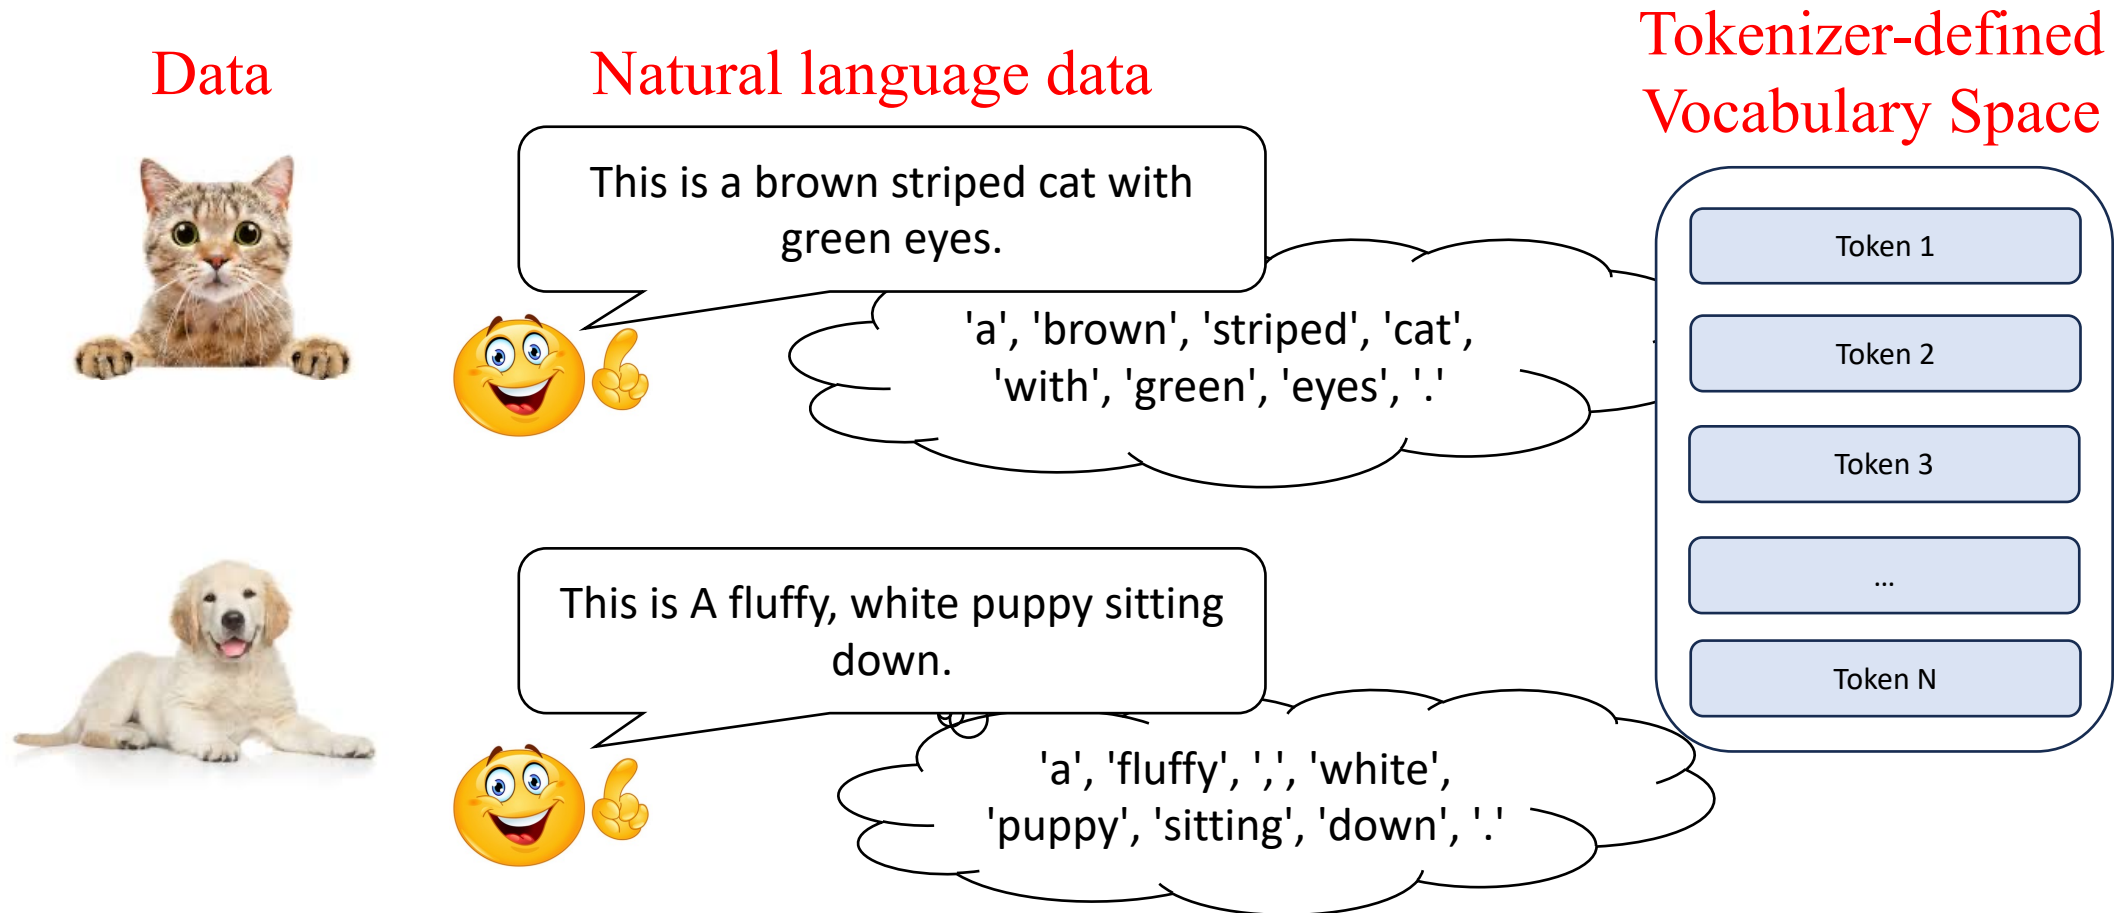 Data
Natural language data
Tokenizer-defined
Vocabulary Space
This is a brown striped cat with
green eyes.
'a', 'brown', 'striped', 'cat',
'with', 'green', 'eyes', '.'
Token 1
Token 2
Token 3
...
Token N
This is A fluffy, white puppy sitting
down.
'a', 'fluffy', ',', 'white',
'puppy', 'sitting', 'down', '.'